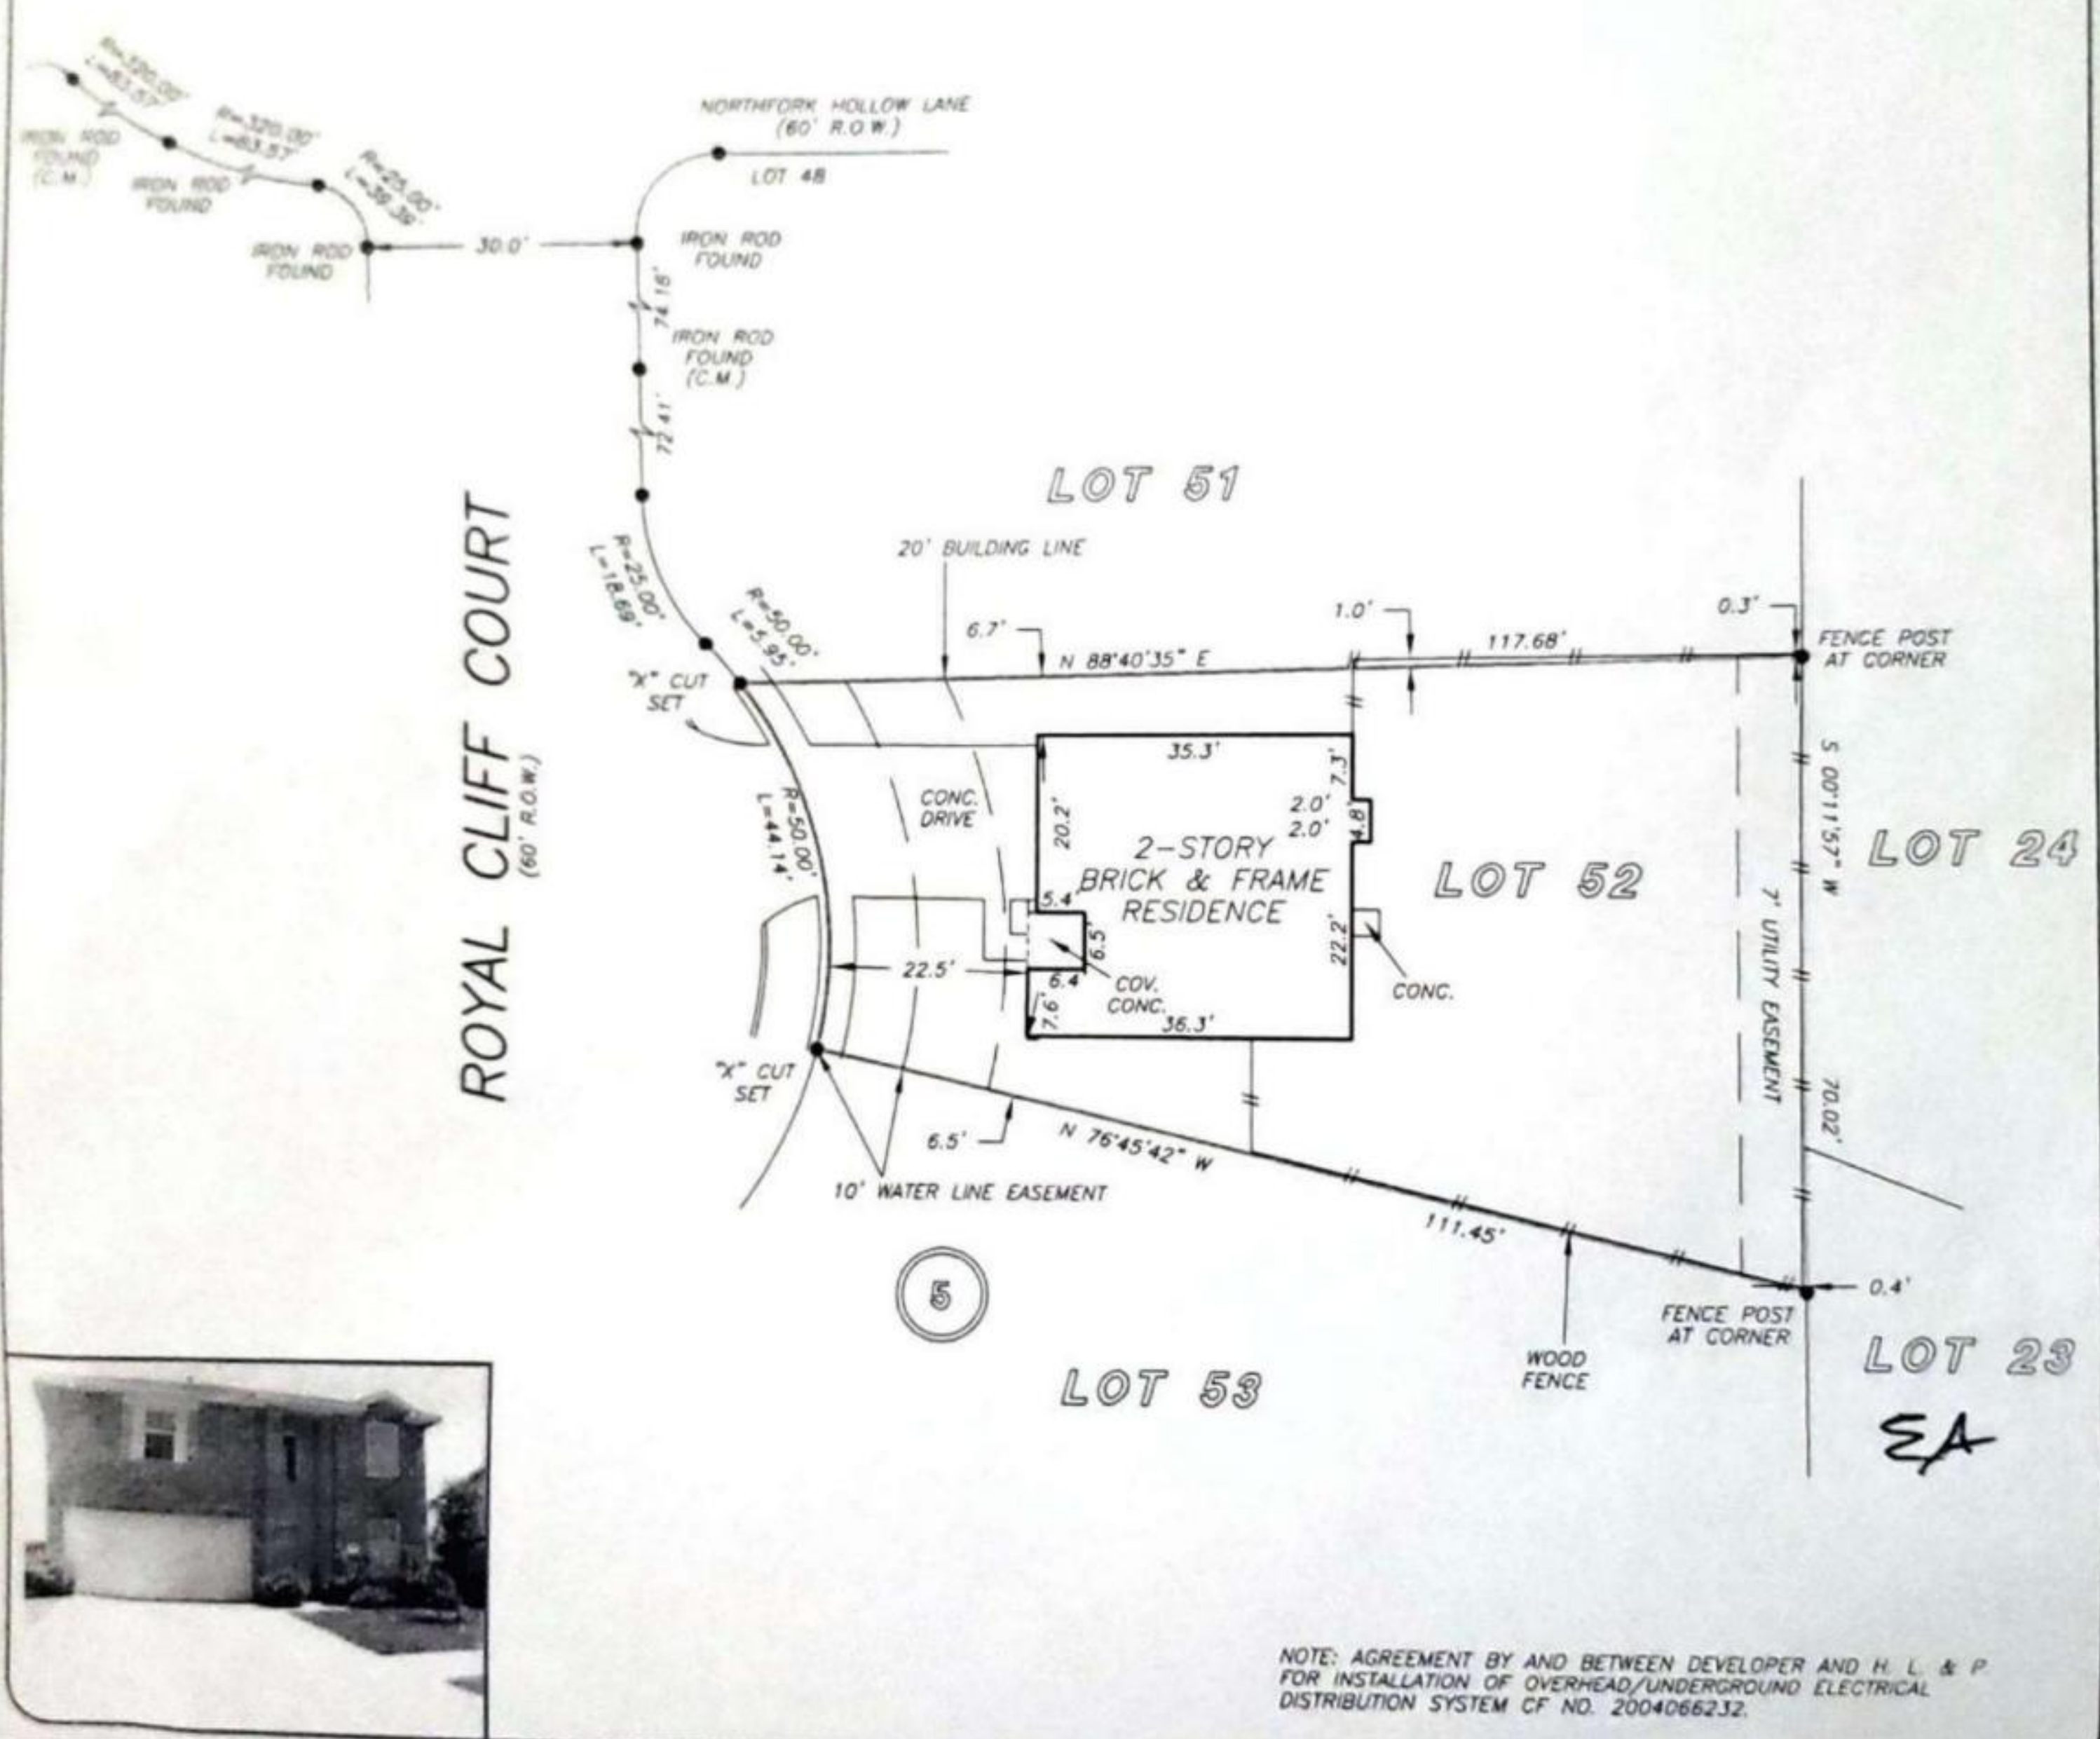 R=320.00'
L=83.57'
R=320.00'
L=83.57'
R=25.00'
L=39.39'
IRON ROD
FOUND
(C.M.)
IRON ROD
FOUND
IRON ROD
FOUND
30.0'
NORTHFORK HOLLOW LANE
(60' R.O.W.)
LOT 48
IRON ROD
FOUND
74.16'
IRON ROD
FOUND
(C.M.)
72.41'
LOT 51
ROYAL CLIFF COURT
(60' R.O.W.)
R=25.00'
L=18.69'
R=50.00'
L=5.95'
20' BUILDING LINE
6.7'
N 88°40'35" E
1.0'
117.68'
0.3'
FENCE POST
AT CORNER
"X" CUT
SET
R=50.00'
L=44.14'
CONC.
DRIVE
35.3'
7.3'
20.2'
2.0'
2.0'
4.8'
2-STORY
BRICK & FRAME
RESIDENCE
5.4'
6.5'
22.2'
22.5'
6.4'
COV.
CONC.
7.6'
36.3'
CONC.
LOT 52
7' UTILITY EASEMENT
S 00°11'57" W
70.02'
LOT 24
"X" CUT
SET
6.5'
N 76°45'42" W
10' WATER LINE EASEMENT
111.45'
5
0.4'
FENCE POST
AT CORNER
WOOD
FENCE
LOT 53
LOT 23
EA
NOTE: AGREEMENT BY AND BETWEEN DEVELOPER AND H. L. & P.
FOR INSTALLATION OF OVERHEAD/UNDERGROUND ELECTRICAL
DISTRIBUTION SYSTEM CF NO. 2004066232.